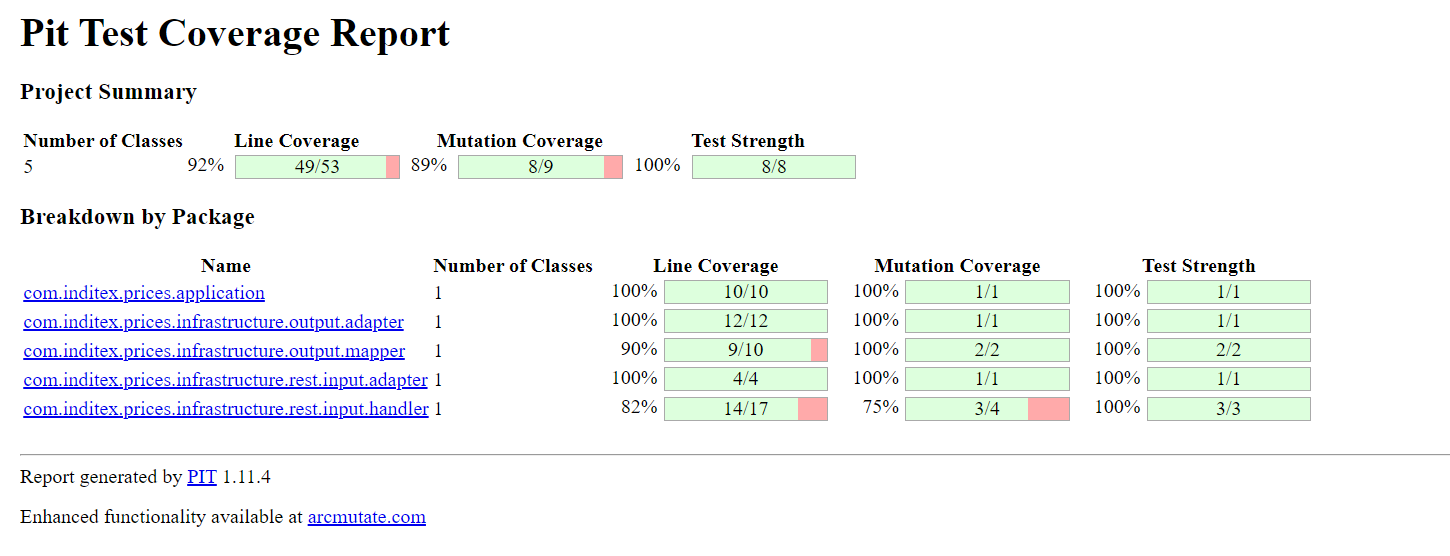 Pit Test Coverage Report
Project Summary
Number of Classes Line Coverage Mutation Coverage Test Strength
5 92% 49/53 89% 8/9 100% 8/8
Breakdown by Package
Name Number of Classes Line Coverage Mutation Coverage Test Strength
com.inditex.prices.application 1 100% 10/10 100% 1/1 100% 1/1
com.inditex.prices.infrastructure.output.adapter 1 100% 12/12 100% 1/1 100% 1/1
com.inditex.prices.infrastructure.output.mapper 1 90% 9/10 100% 2/2 100% 2/2
com.inditex.prices.infrastructure.rest.input.adapter 1 100% 4/4 100% 1/1 100% 1/1
com.inditex.prices.infrastructure.rest.input.handler 1 82% 14/17 75% 3/4 100% 3/3
Report generated by PIT 1.11.4
Enhanced functionality available at arcmutate.com